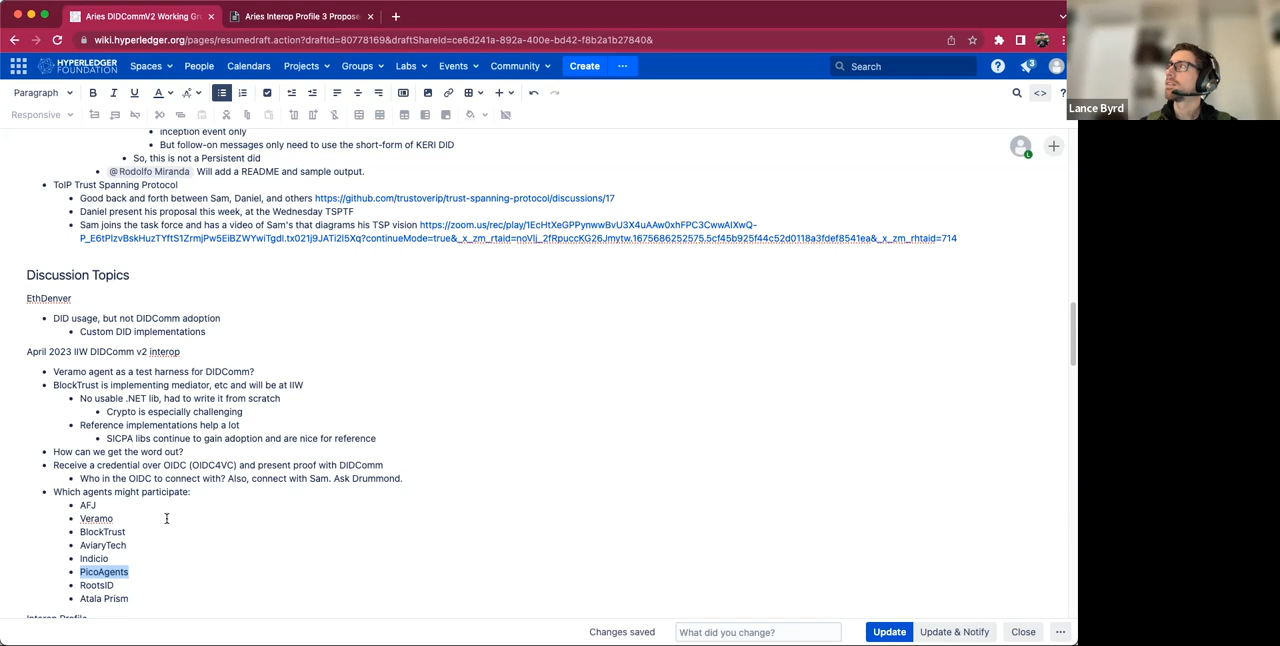 Aries DIDCommV2 Working Gr
Aries Interop Profile 3 Propose
wiki.hyperledger.org/pages/resumedraft.action?draftId=80778169&draftShareId=ce6d241a-892a-400e-bd42-f8b2a1b27840&
HYPERLEDGER
FOUNDATION
Spaces
People
Calendars
Projects
Groups
Labs
Events
Community
Create
Search
3
Paragraph
B I U A
Responsive
Lance Byrd
inception event only
But follow-on messages only need to use the short-form of KERI DID
So, this is not a Persistent did
@Rodolfo Miranda Will add a README and sample output.
ToIP Trust Spanning Protocol
Good back and forth between Sam, Daniel, and others https://github.com/trustoverip/trust-spanning-protocol/discussions/17
Daniel present his proposal this week, at the Wednesday TSPTF
Sam joins the task force and has a video of Sam's that diagrams his TSP vision https://zoom.us/rec/play/1EcHtXeGPPynwwBvU3X4uAAw0xhFPC3CwwAIXwQ-
P_E6tPlzvBskHuzTYftS1ZrmjPw5EiBZWYwiTgdl.tx021j9JATi2I5Xq?continueMode=true&_x_zm_rtaid=noVlj_2fRpuccKG26Jmytw.1675686252575.5cf45b925f44c52d0118a3fdef8541ea&_x_zm_rhtaid=714
Discussion Topics
EthDenver
DID usage, but not DIDComm adoption
Custom DID implementations
April 2023 IIW DIDComm v2 interop
Veramo agent as a test harness for DIDComm?
BlockTrust is implementing mediator, etc and will be at IIW
No usable .NET lib, had to write it from scratch
Crypto is especially challenging
Reference implementations help a lot
SICPA libs continue to gain adoption and are nice for reference
How can we get the word out?
Receive a credential over OIDC (OIDC4VC) and present proof with DIDComm
Who in the OIDC to connect with? Also, connect with Sam. Ask Drummond.
Which agents might participate:
AFJ
Veramo
BlockTrust
AviaryTech
Indicio
PicoAgents
RootsID
Atala Prism
Interop Profile
Changes saved
What did you change?
Update
Update & Notify
Close